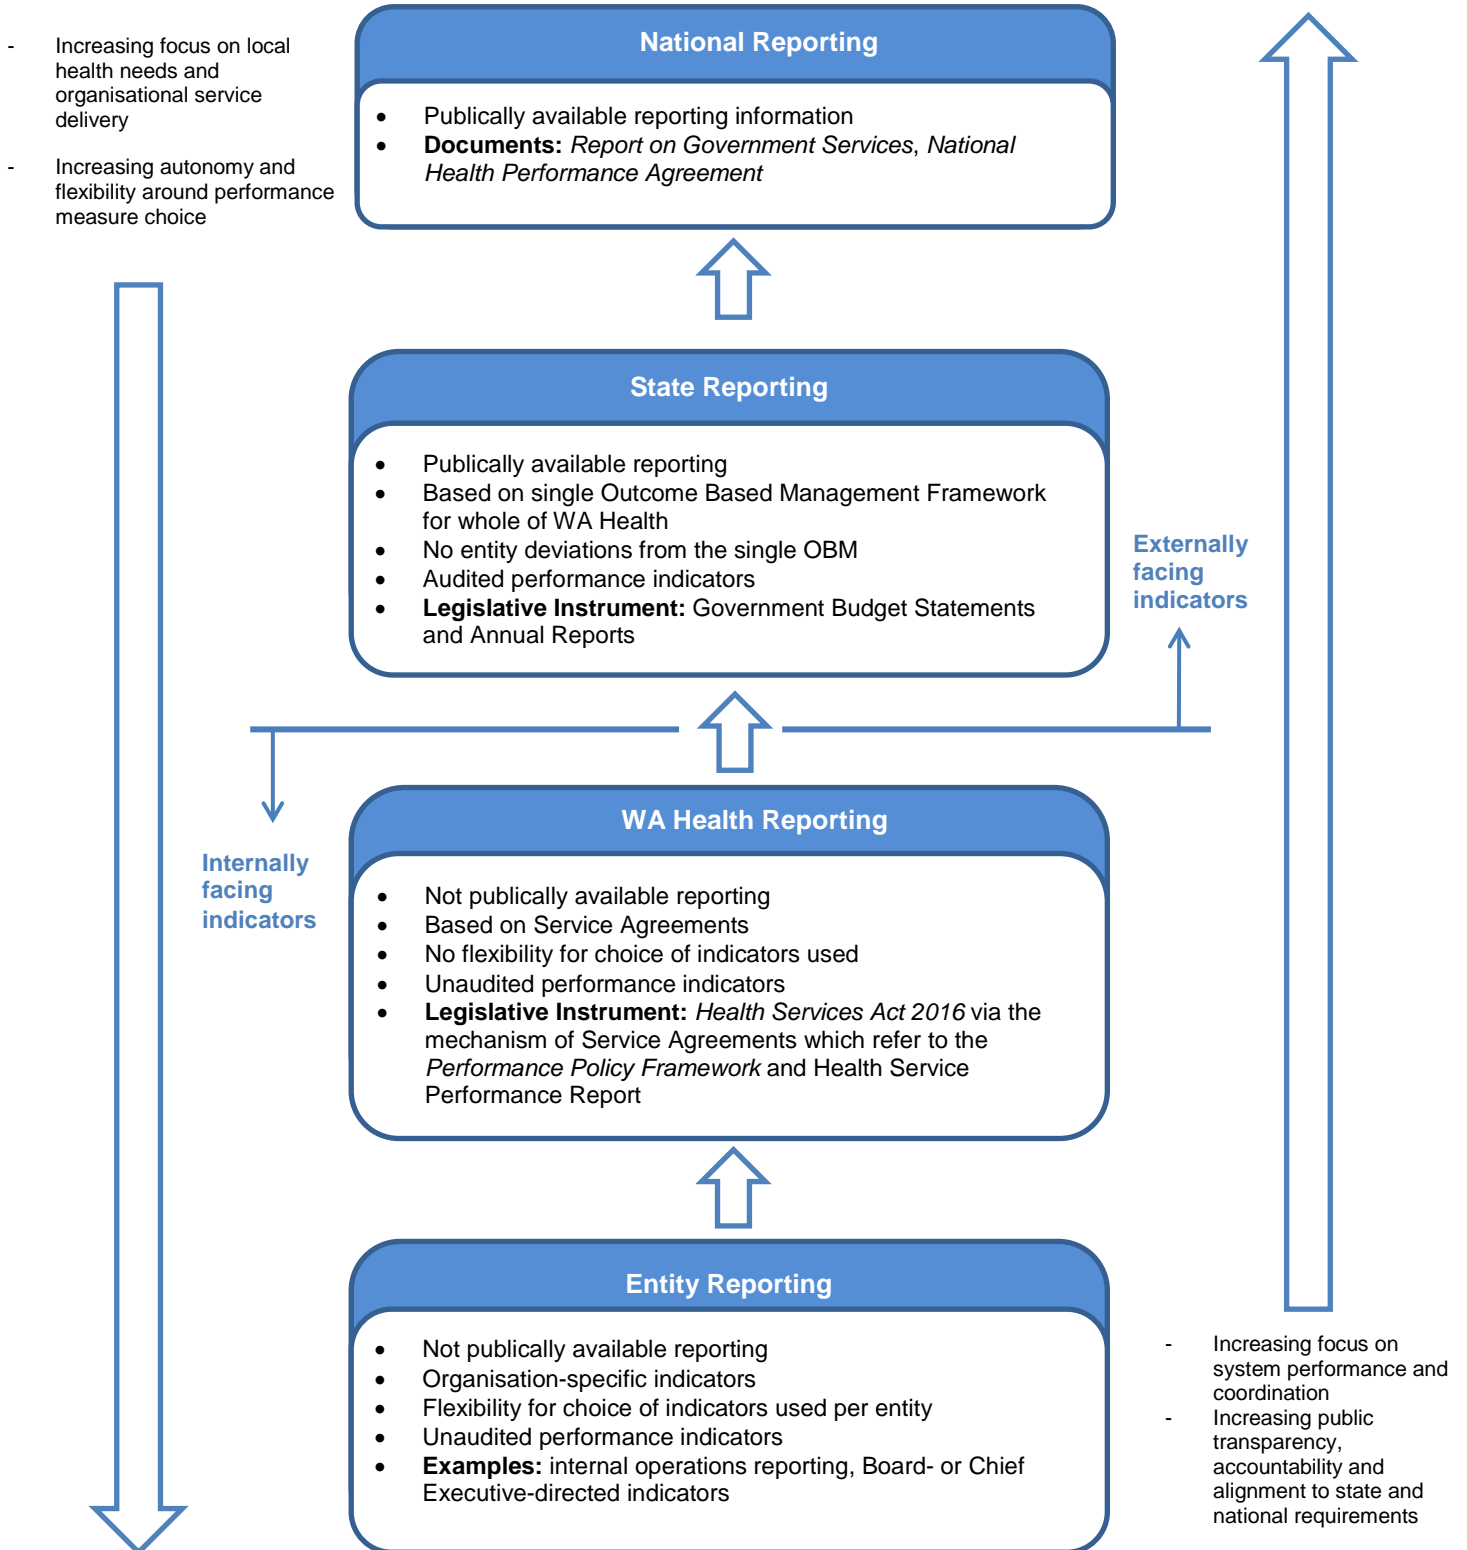 - Increasing focus on local
health needs and
organisational service
delivery
- Increasing autonomy and
flexibility around performance
measure choice
National Reporting
• Publically available reporting information
• Documents: Report on Government Services, National
Health Performance Agreement
State Reporting
• Publically available reporting
• Based on single Outcome Based Management Framework
for whole of WA Health
• No entity deviations from the single OBM
• Audited performance indicators
• Legislative Instrument: Government Budget Statements
and Annual Reports
Externally
facing
indicators
Internally
facing
indicators
WA Health Reporting
• Not publically available reporting
• Based on Service Agreements
• No flexibility for choice of indicators used
• Unaudited performance indicators
• Legislative Instrument: Health Services Act 2016 via the
mechanism of Service Agreements which refer to the
Performance Policy Framework and Health Service
Performance Report
Entity Reporting
• Not publically available reporting
• Organisation-specific indicators
• Flexibility for choice of indicators used per entity
• Unaudited performance indicators
• Examples: internal operations reporting, Board- or Chief
Executive-directed indicators
- Increasing focus on
system performance and
coordination
- Increasing public
transparency,
accountability and
alignment to state and
national requirements